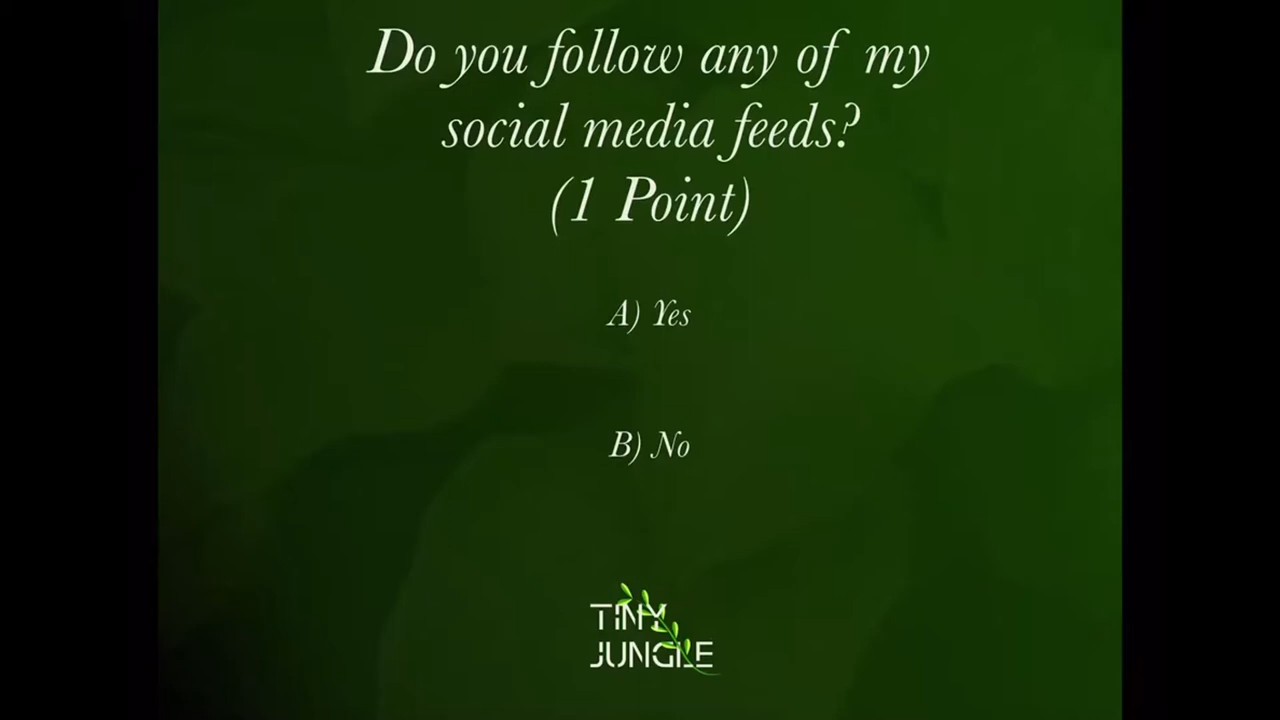 Do you follow any of my
social media feeds?
(1 Point)
A) Yes
B) No
TINY
JUNGLE